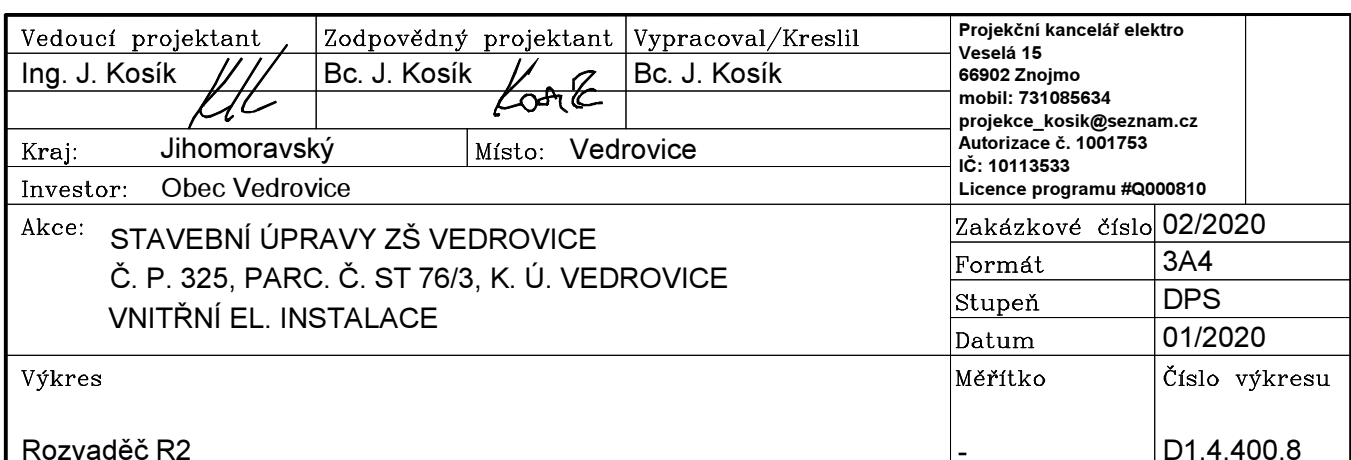 Vedoucí projektant Zodpovědný projektant Vypracoval/Kreslil
Ing. J. Kosík Bc. J. Kosík Kosík Bc. J. Kosík
Projekční kancelář elektro
Veselá 15
66902 Znojmo
mobil: 731085634
projekce_kosik@seznam.cz
Autorizace č. 1001753
IČ: 10113533
Licence programu #Q000810
Kraj: Jihomoravský Místo: Vedrovice
Investor: Obec Vedrovice
Akce: STAVEBNÍ ÚPRAVY ZŠ VEDROVICE
Č. P. 325, PARC. Č. ST 76/3, K. Ú. VEDROVICE
VNITŘNÍ EL. INSTALACE
Zakázkové číslo 02/2020
Formát 3A4
Stupeň DPS
Datum 01/2020
Výkres Měřítko Číslo výkresu
Rozvaděč R2 - D1.4.400.8